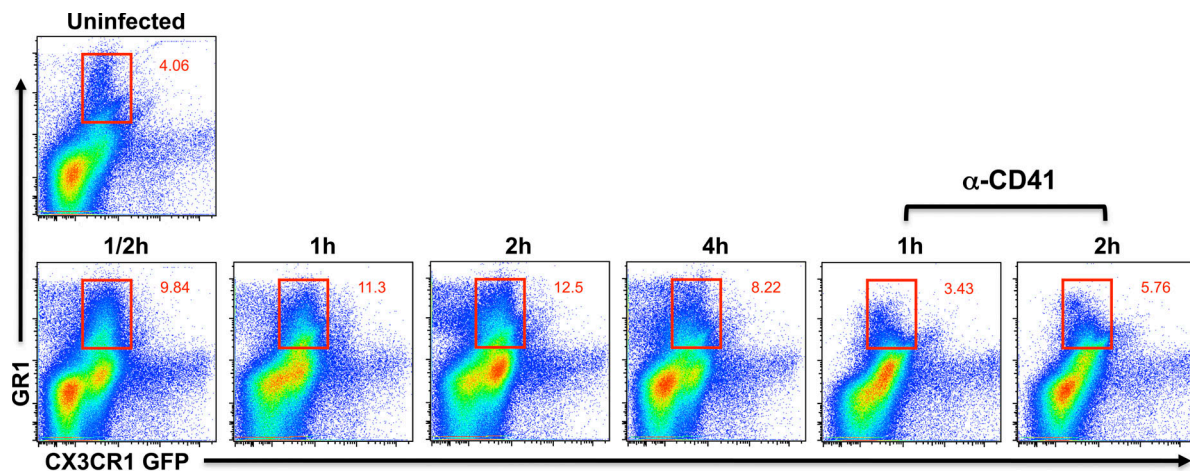 Uninfected
4.06
α-CD41
1/2h 1h 2h 4h 1h 2h
9.84 11.3 12.5 8.22 3.43 5.76
GR1
CX3CR1 GFP